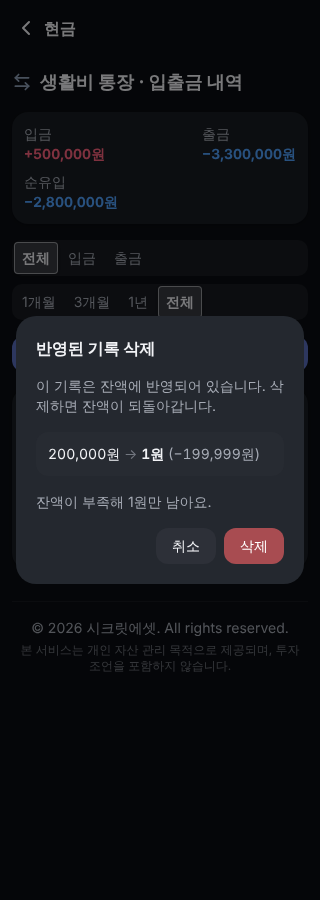 현금
생활비 통장 · 입출금 내역
입금 출금
+500,000원 −3,300,000원
순유입
−2,800,000원
전체 입금 출금
1개월 3개월 1년 전체
반영된 기록 삭제
이 기록은 잔액에 반영되어 있습니다. 삭
제하면 잔액이 되돌아갑니다.
200,000원 → 1원 (−199,999원)
잔액이 부족해 1원만 남아요.
취소 삭제
© 2026 시크릿에셋. All rights reserved.
본 서비스는 개인 자산 관리 목적으로 제공되며, 투자
조언을 포함하지 않습니다.